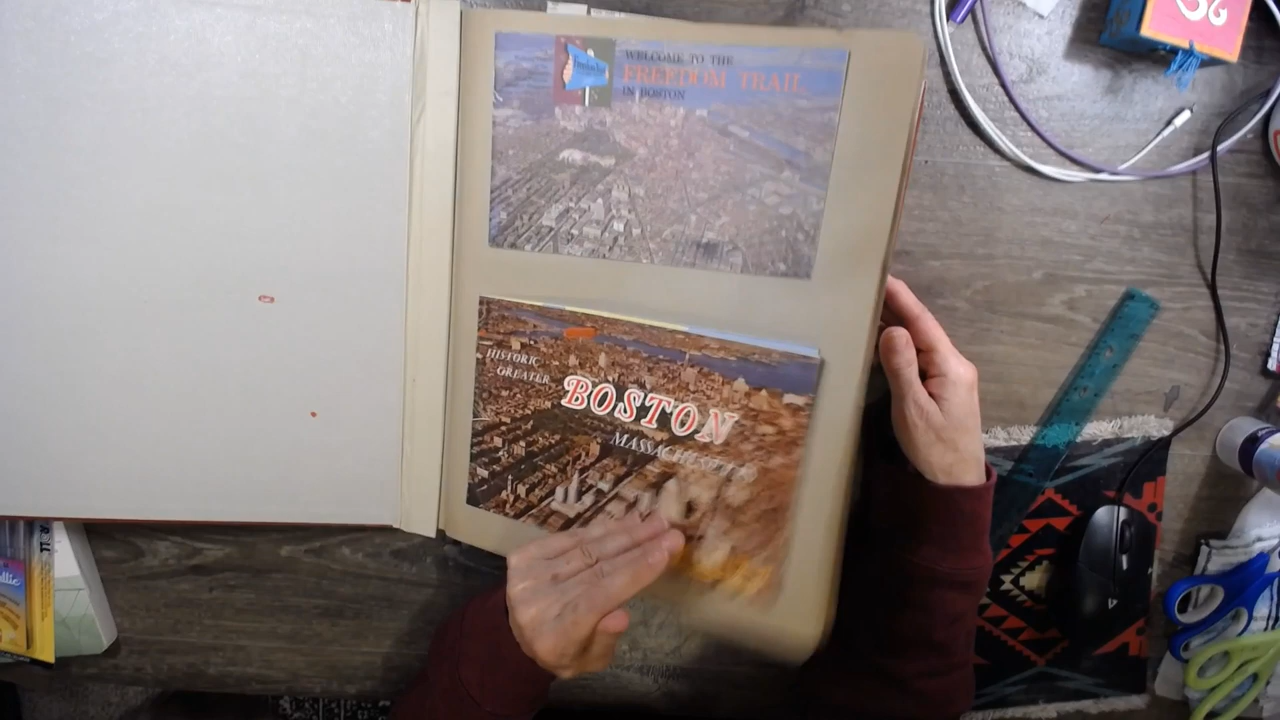 WELCOME TO THE
FREEDOM TRAIL
IN BOSTON
HISTORIC
GREATER
BOSTON
MASSACHUSETTS